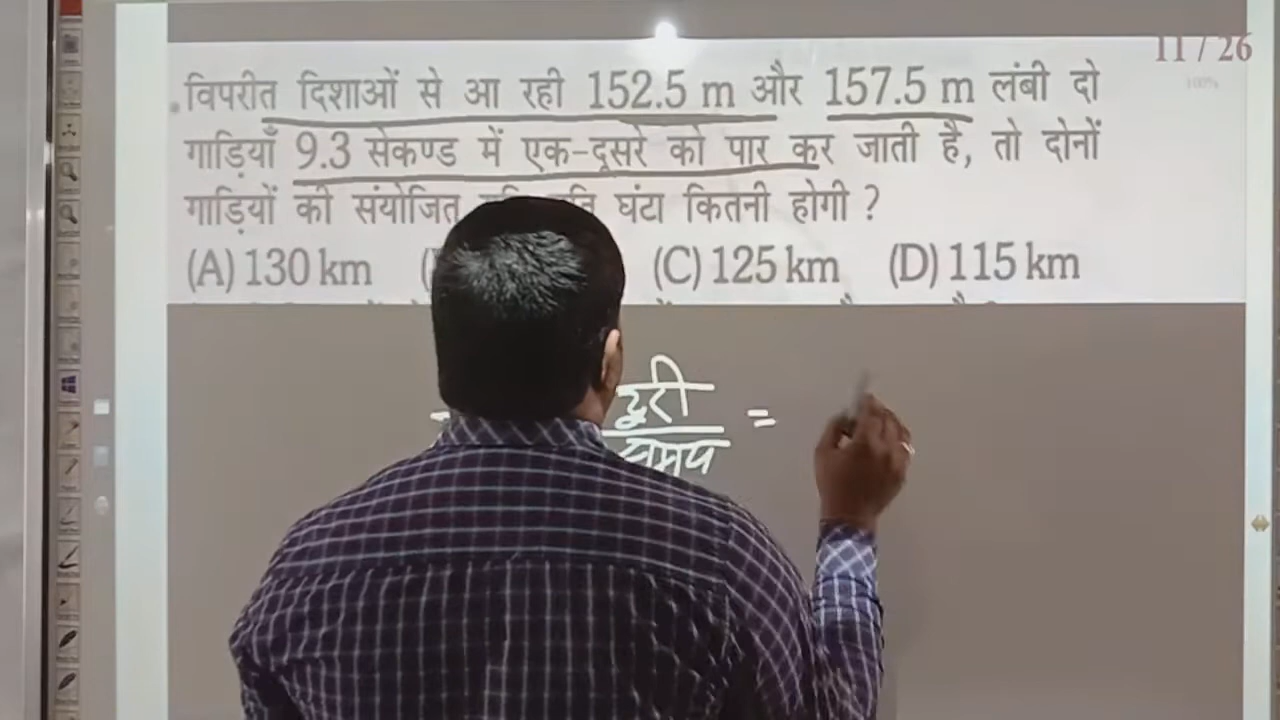 11 / 26
100%
विपरीत दिशाओं से आ रही 152.5 m और 157.5 m लंबी दो
गाड़ियाँ 9.3 सेकण्ड में एक-दूसरे को पार कर जाती है, तो दोनों
गाड़ियों की संयोजित घंटा कितनी होगी ?
(A) 130 km (C) 125 km (D) 115 km
दूरी =
समय